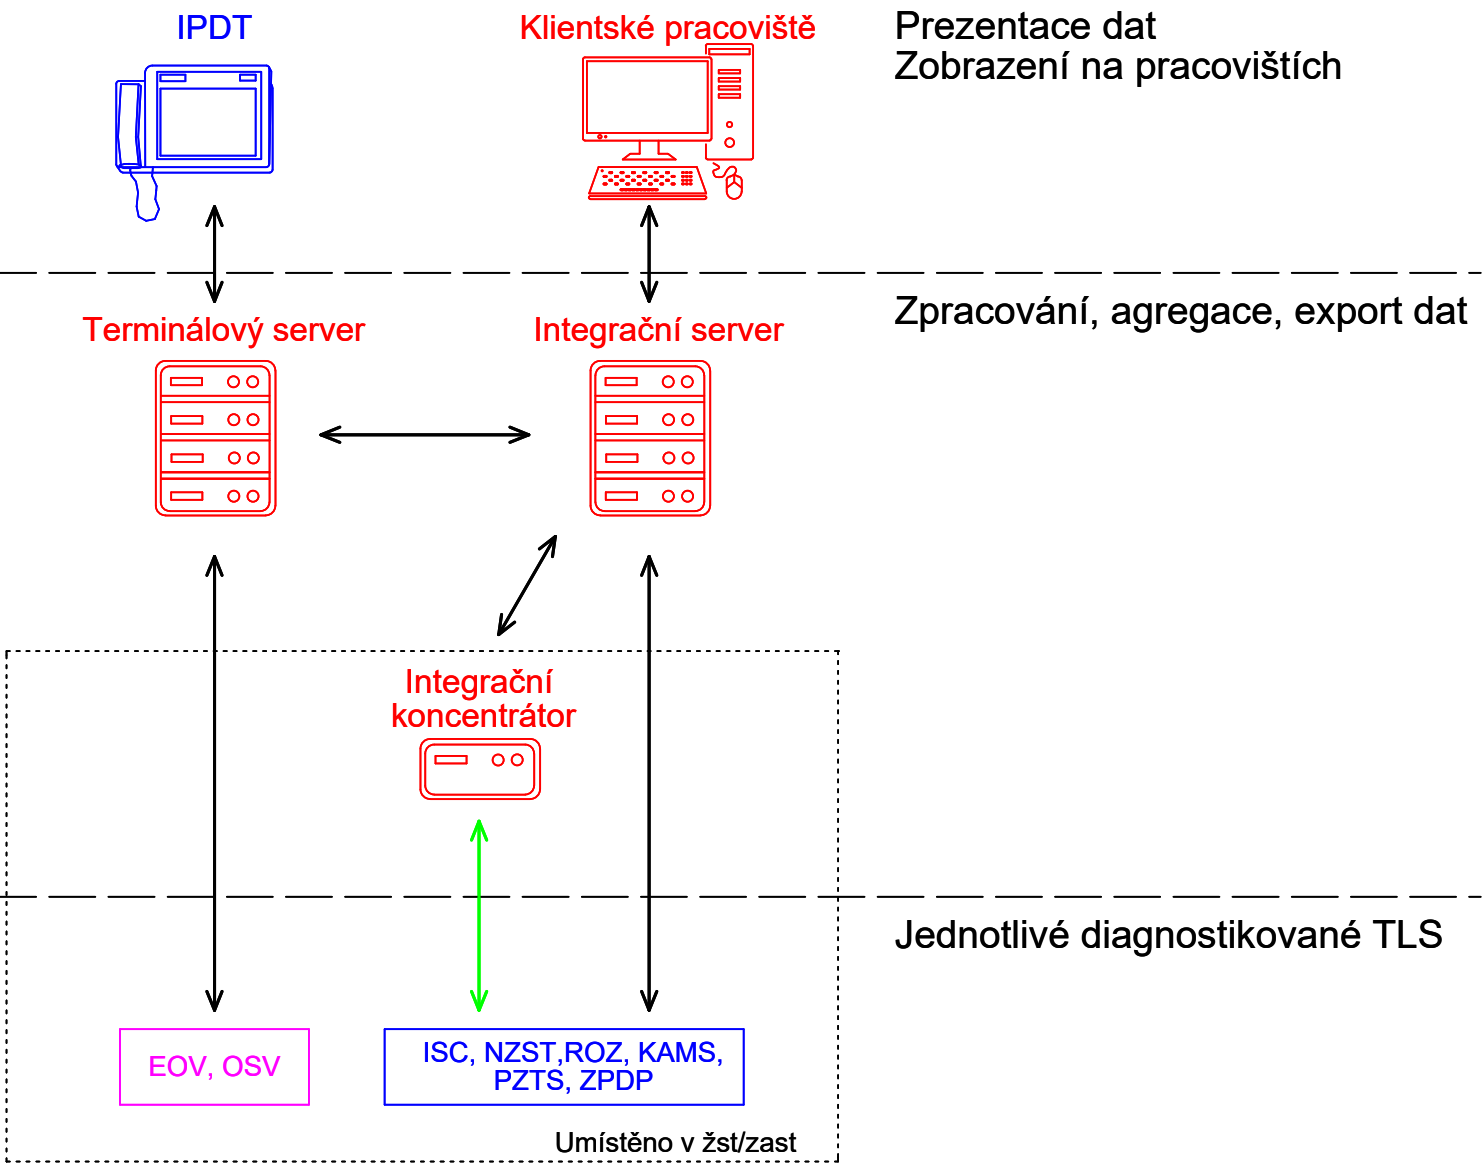 IPDT
Klientské pracoviště
Prezentace dat
Zobrazení na pracovištích
Zpracování, agregace, export dat
Terminálový server
Integrační server
Integrační
koncentrátor
Jednotlivé diagnostikované TLS
EOV, OSV
ISC, NZST,ROZ, KAMS,
PZTS, ZPDP
Umístěno v žst/zast